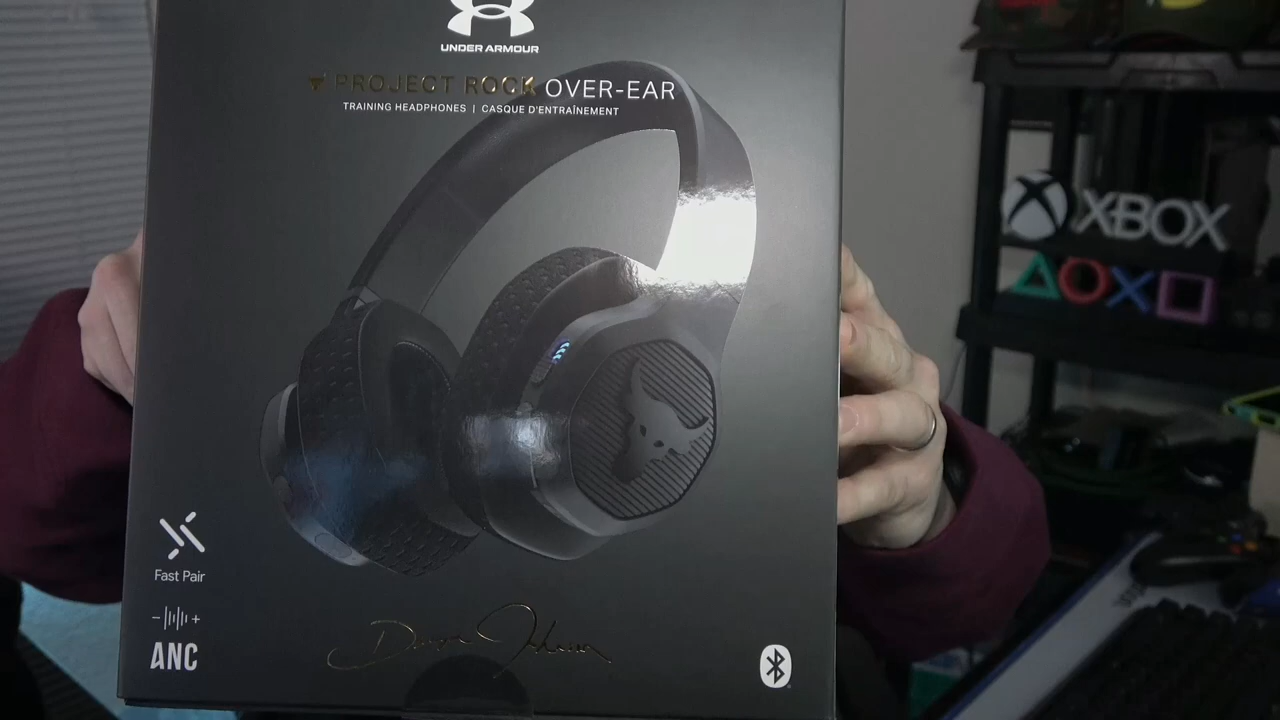 UNDER ARMOUR
PROJECT ROCK OVER-EAR
TRAINING HEADPHONES | CASQUE D'ENTRAÎNEMENT
XBOX
Fast Pair
ANC